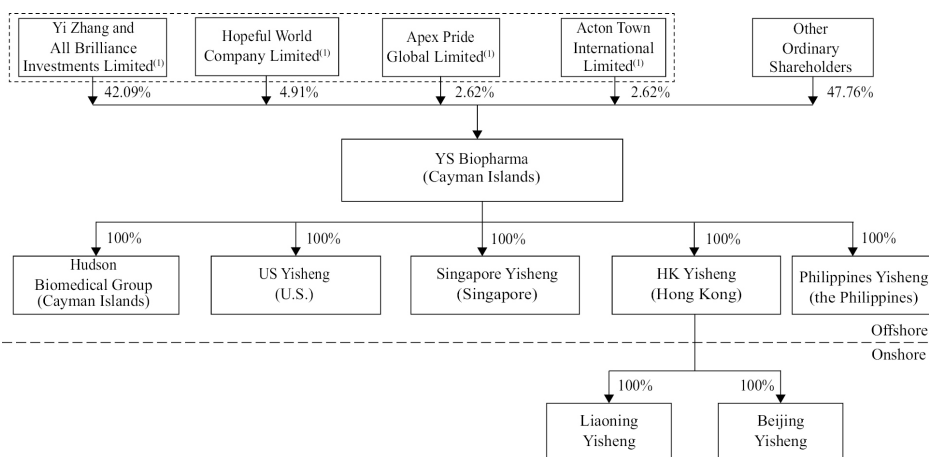 Yi Zhang and
All Brilliance
Investments Limited(1)
Hopeful World
Company Limited(1)
Apex Pride
Global Limited(1)
Acton Town
International
Limited(1)
Other
Ordinary
Shareholders
42.09%
4.91%
2.62%
2.62%
47.76%
YS Biopharma
(Cayman Islands)
100%
100%
100%
100%
100%
Hudson
Biomedical Group
(Cayman Islands)
US Yisheng
(U.S.)
Singapore Yisheng
(Singapore)
HK Yisheng
(Hong Kong)
Philippines Yisheng
(the Philippines)
Offshore
Onshore
100%
100%
Liaoning
Yisheng
Beijing
Yisheng